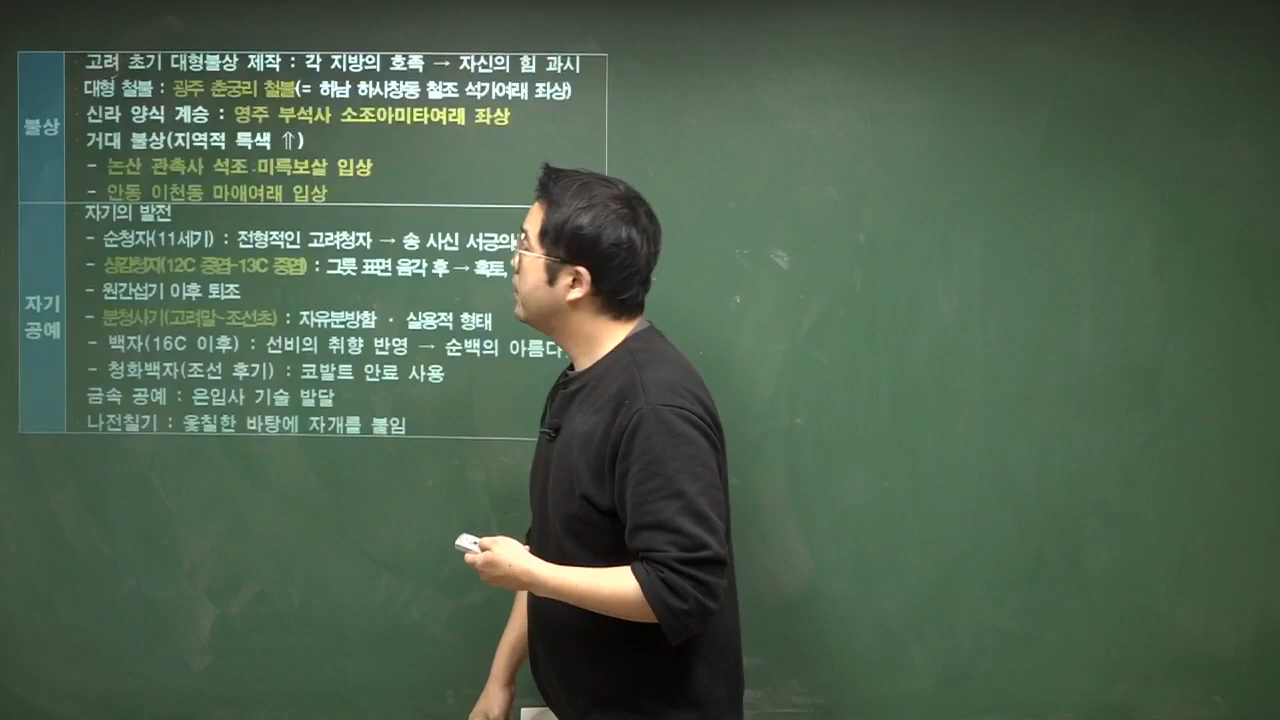 불상
고려 초기 대형불상 제작 : 각 지방의 호족 → 자신의 힘 과시
대형 철불 : 광주 춘궁리 철불(= 하남 하사창동 철조 석가여래 좌상)
신라 양식 계승 : 영주 부석사 소조아미타여래 좌상
거대 불상(지역적 특색 ⇑)
- 논산 관촉사 석조 미륵보살 입상
- 안동 이천동 마애여래 입상
자기 공예
자기의 발전
- 순청자(11세기) : 전형적인 고려청자 → 송 사신 서긍의
- 상감청자(12C 중엽~13C 중엽) : 그릇 표면 음각 후 → 흑토,
- 원간섭기 이후 퇴조
- 분청사기(고려말~조선초) : 자유분방함 · 실용적 형태
- 백자(16C 이후) : 선비의 취향 반영 → 순백의 아름다
- 청화백자(조선 후기) : 코발트 안료 사용
금속 공예 : 은입사 기술 발달
나전칠기 : 옻칠한 바탕에 자개를 붙임